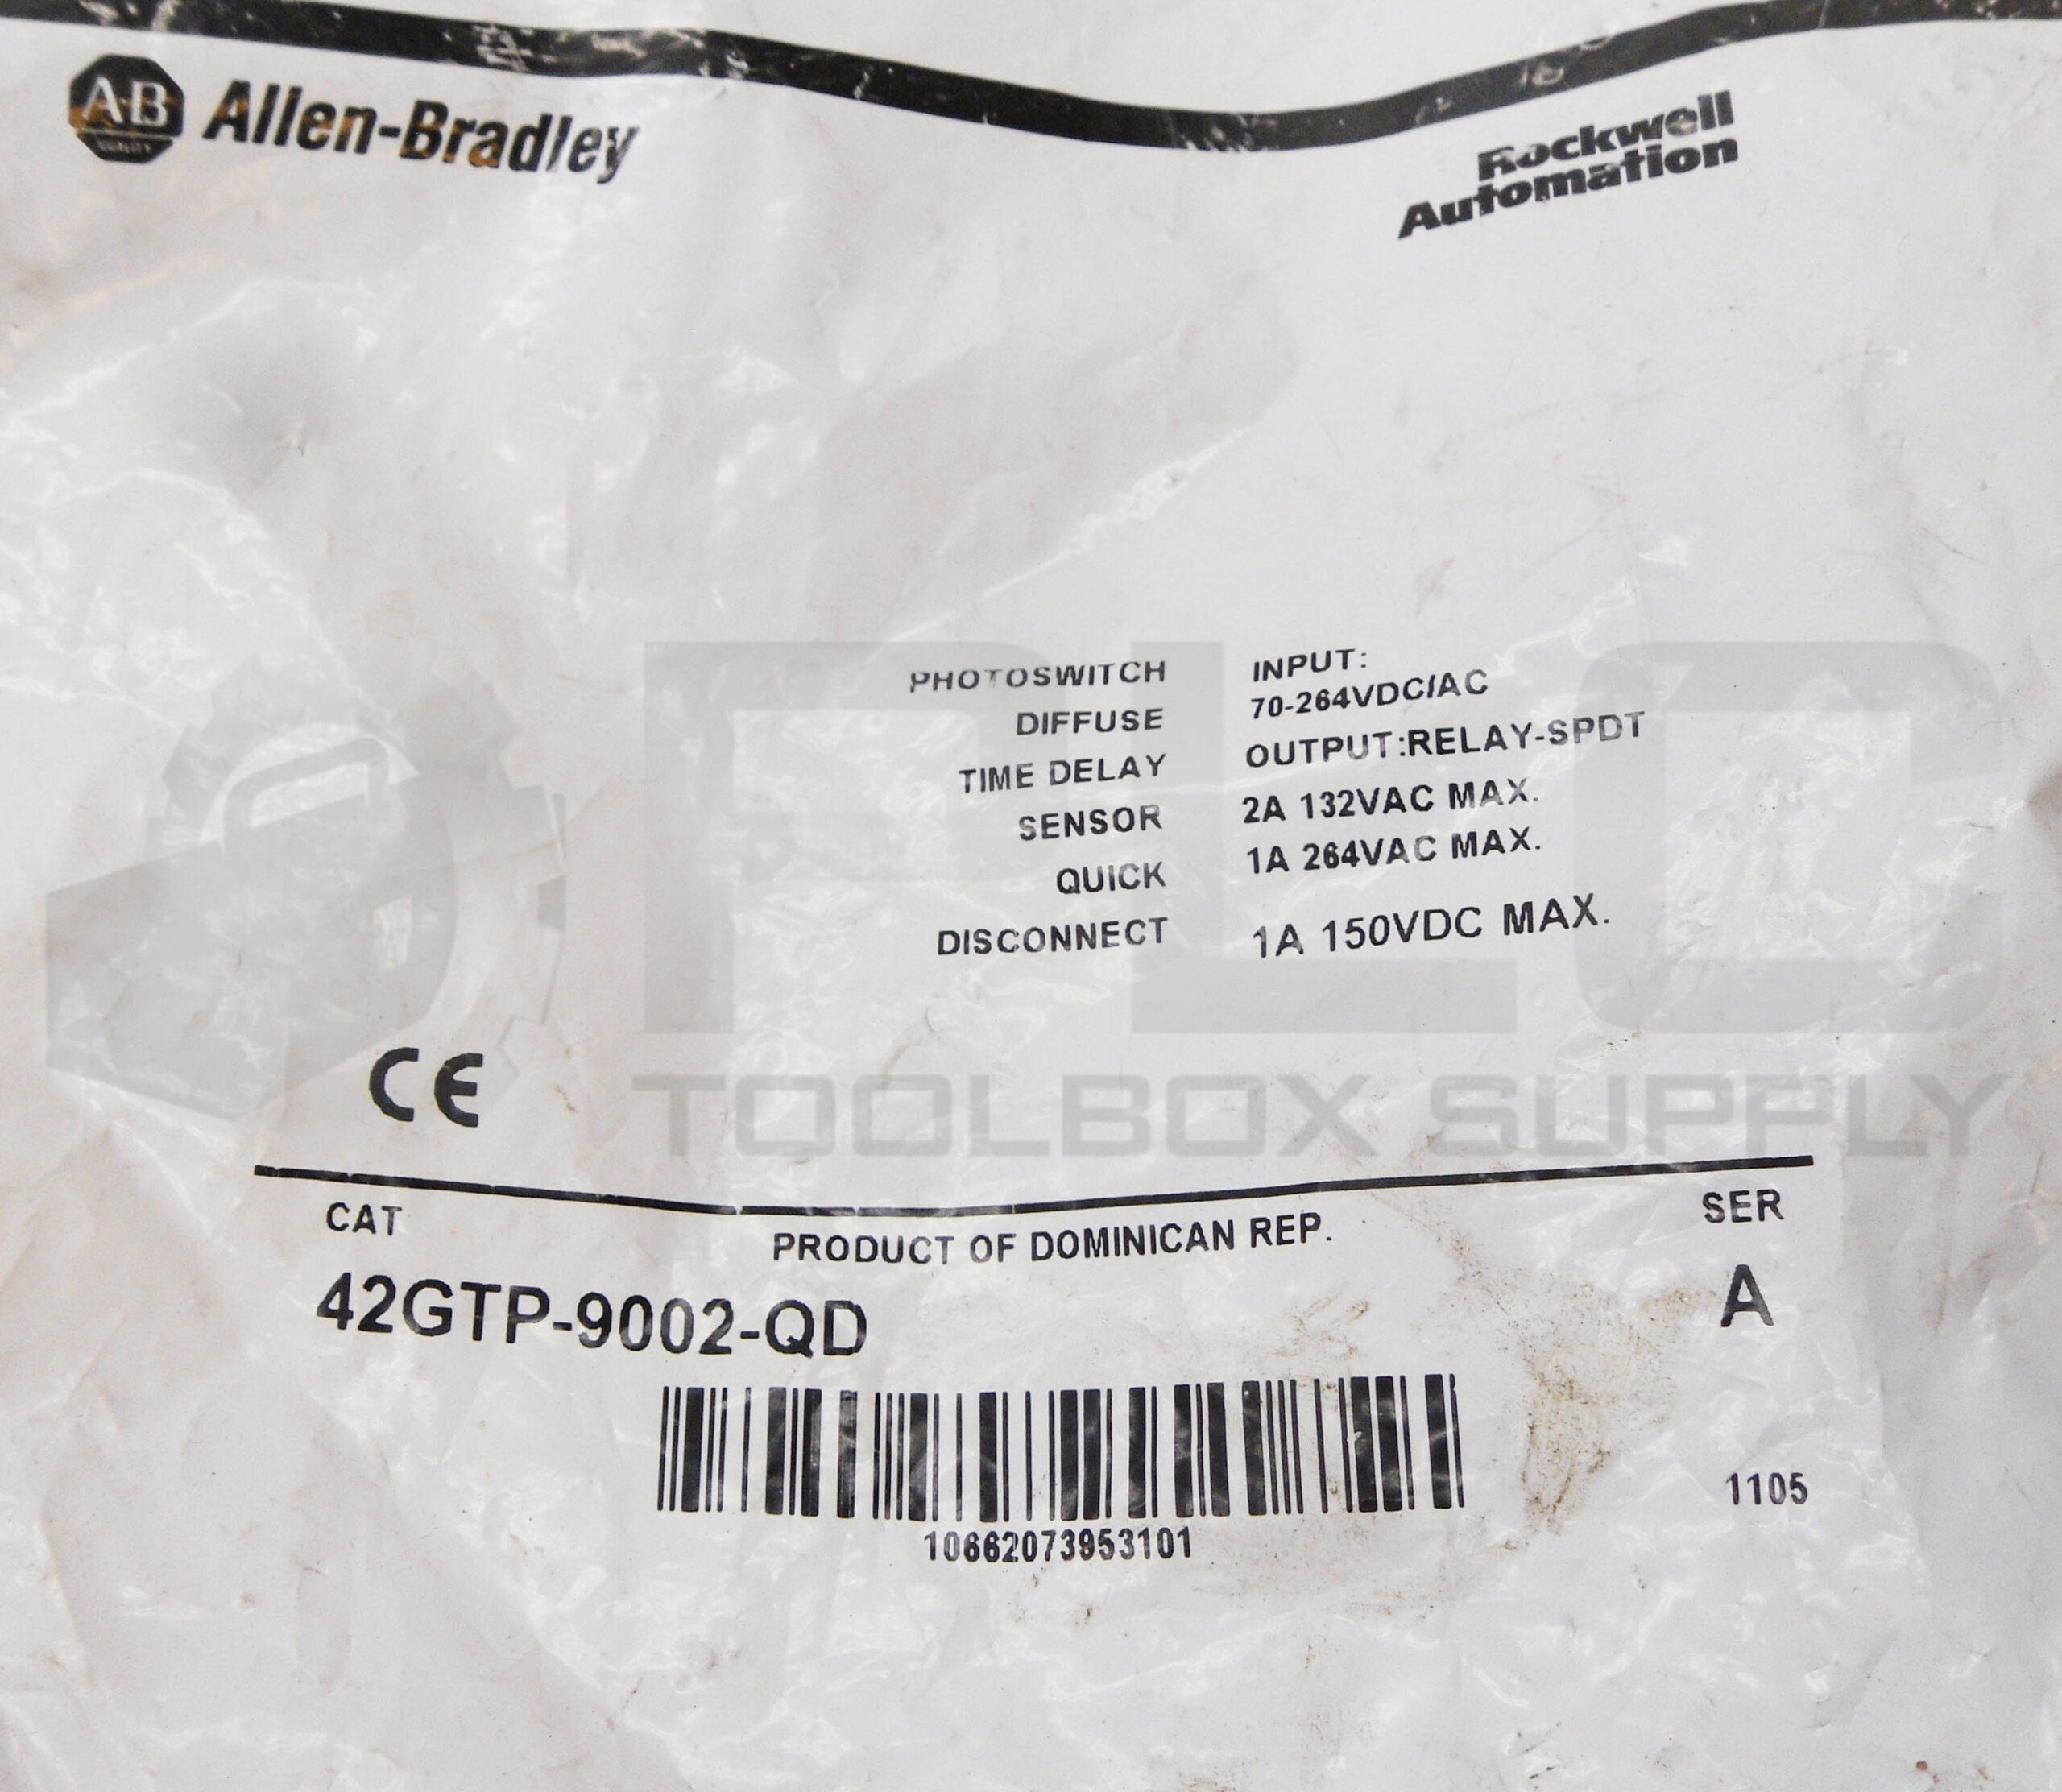 AB
QUALITY
Allen-Bradley
Rockwell
Automation
PHOTOSWITCH
DIFFUSE
TIME DELAY
SENSOR
QUICK
DISCONNECT
INPUT:
70-264VDC/AC
OUTPUT:RELAY-SPDT
2A 132VAC MAX.
1A 264VAC MAX.
1A 150VDC MAX.
PLC
TOOLBOX SUPPLY
CE
CAT
PRODUCT OF DOMINICAN REP.
SER
42GTP-9002-QD
A
1105
10662073953101